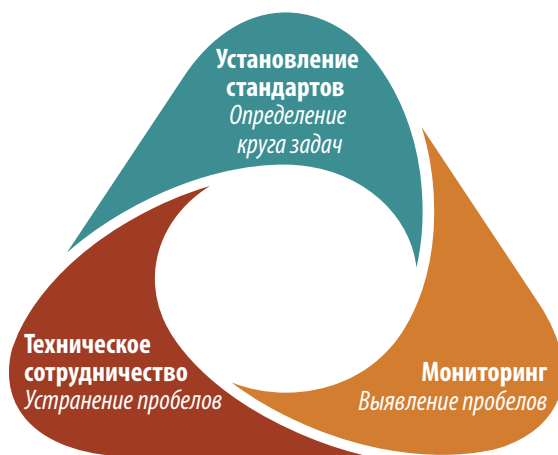 Установление
стандартов
Определение
круга задач
Техническое
сотрудничество
Устранение пробелов
Мониторинг
Выявление пробелов